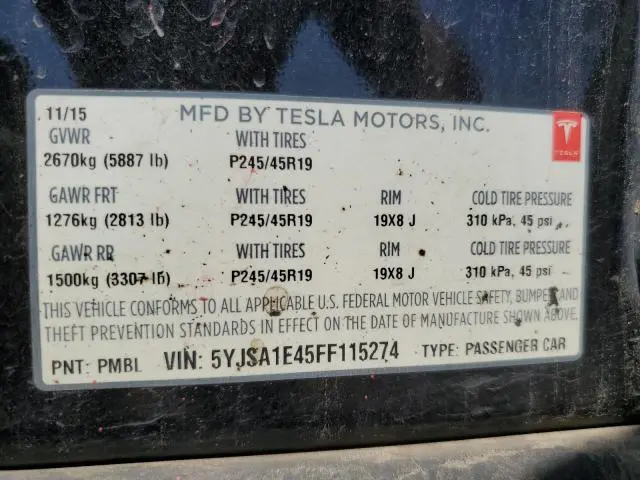 11/15 MFD BY TESLA MOTORS, INC.
GVWR WITH TIRES
2670kg (5887 lb) P245/45R19
TESLA
GAWR FRT WITH TIRES RIM COLD TIRE PRESSURE
1276kg (2813 lb) P245/45R19 19X8 J 310 kPa, 45 psi
GAWR RR WITH TIRES RIM COLD TIRE PRESSURE
1500kg (3307 lb) P245/45R19 19X8 J 310 kPa, 45 psi
THIS VEHICLE CONFORMS TO ALL APPLICABLE U.S. FEDERAL MOTOR VEHICLE SAFETY, BUMPER AND
THEFT PREVENTION STANDARDS IN EFFECT ON THE DATE OF MANUFACTURE SHOWN ABOVE.
PNT: PMBL VIN: 5YJSA1E45FF115274 TYPE: PASSENGER CAR